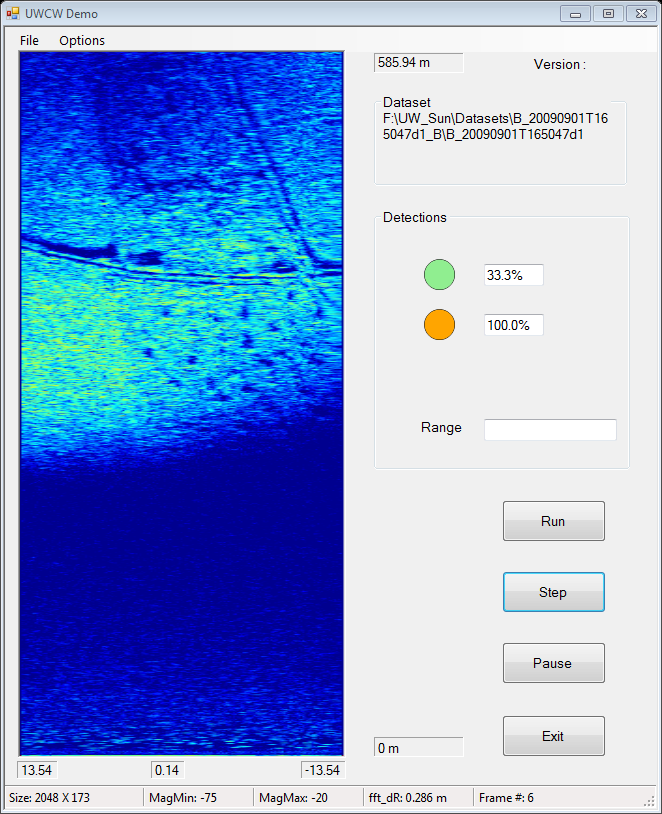 UWCW Demo
File Options
585.94 m
Version :
Dataset
F:\UW_Sun\Datasets\B_20090901T16
5047d1_B\B_20090901T165047d1
Detections
33.3%
100.0%
Range
Run
Step
Pause
Exit
0 m
13.54 0.14 -13.54
Size: 2048 X 173 MagMin: -75 MagMax: -20 fft_dR: 0.286 m Frame #: 6